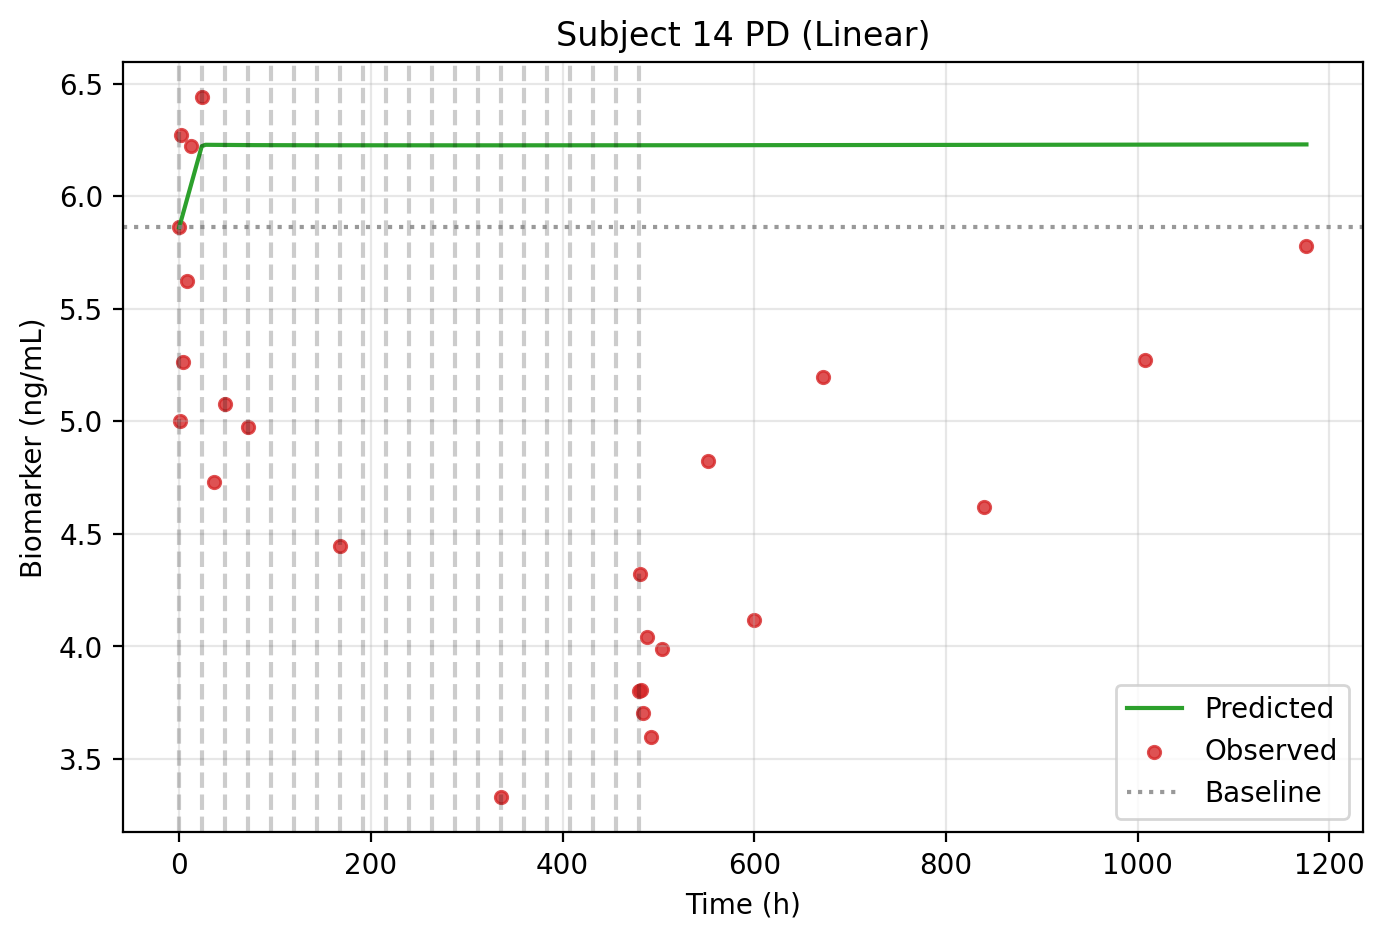 Subject 14 PD (Linear)
Biomarker (ng/mL)
6.5
6.0
5.5
5.0
4.5
4.0
3.5
0
200
400
600
800
1000
1200
Time (h)
Predicted
Observed
Baseline